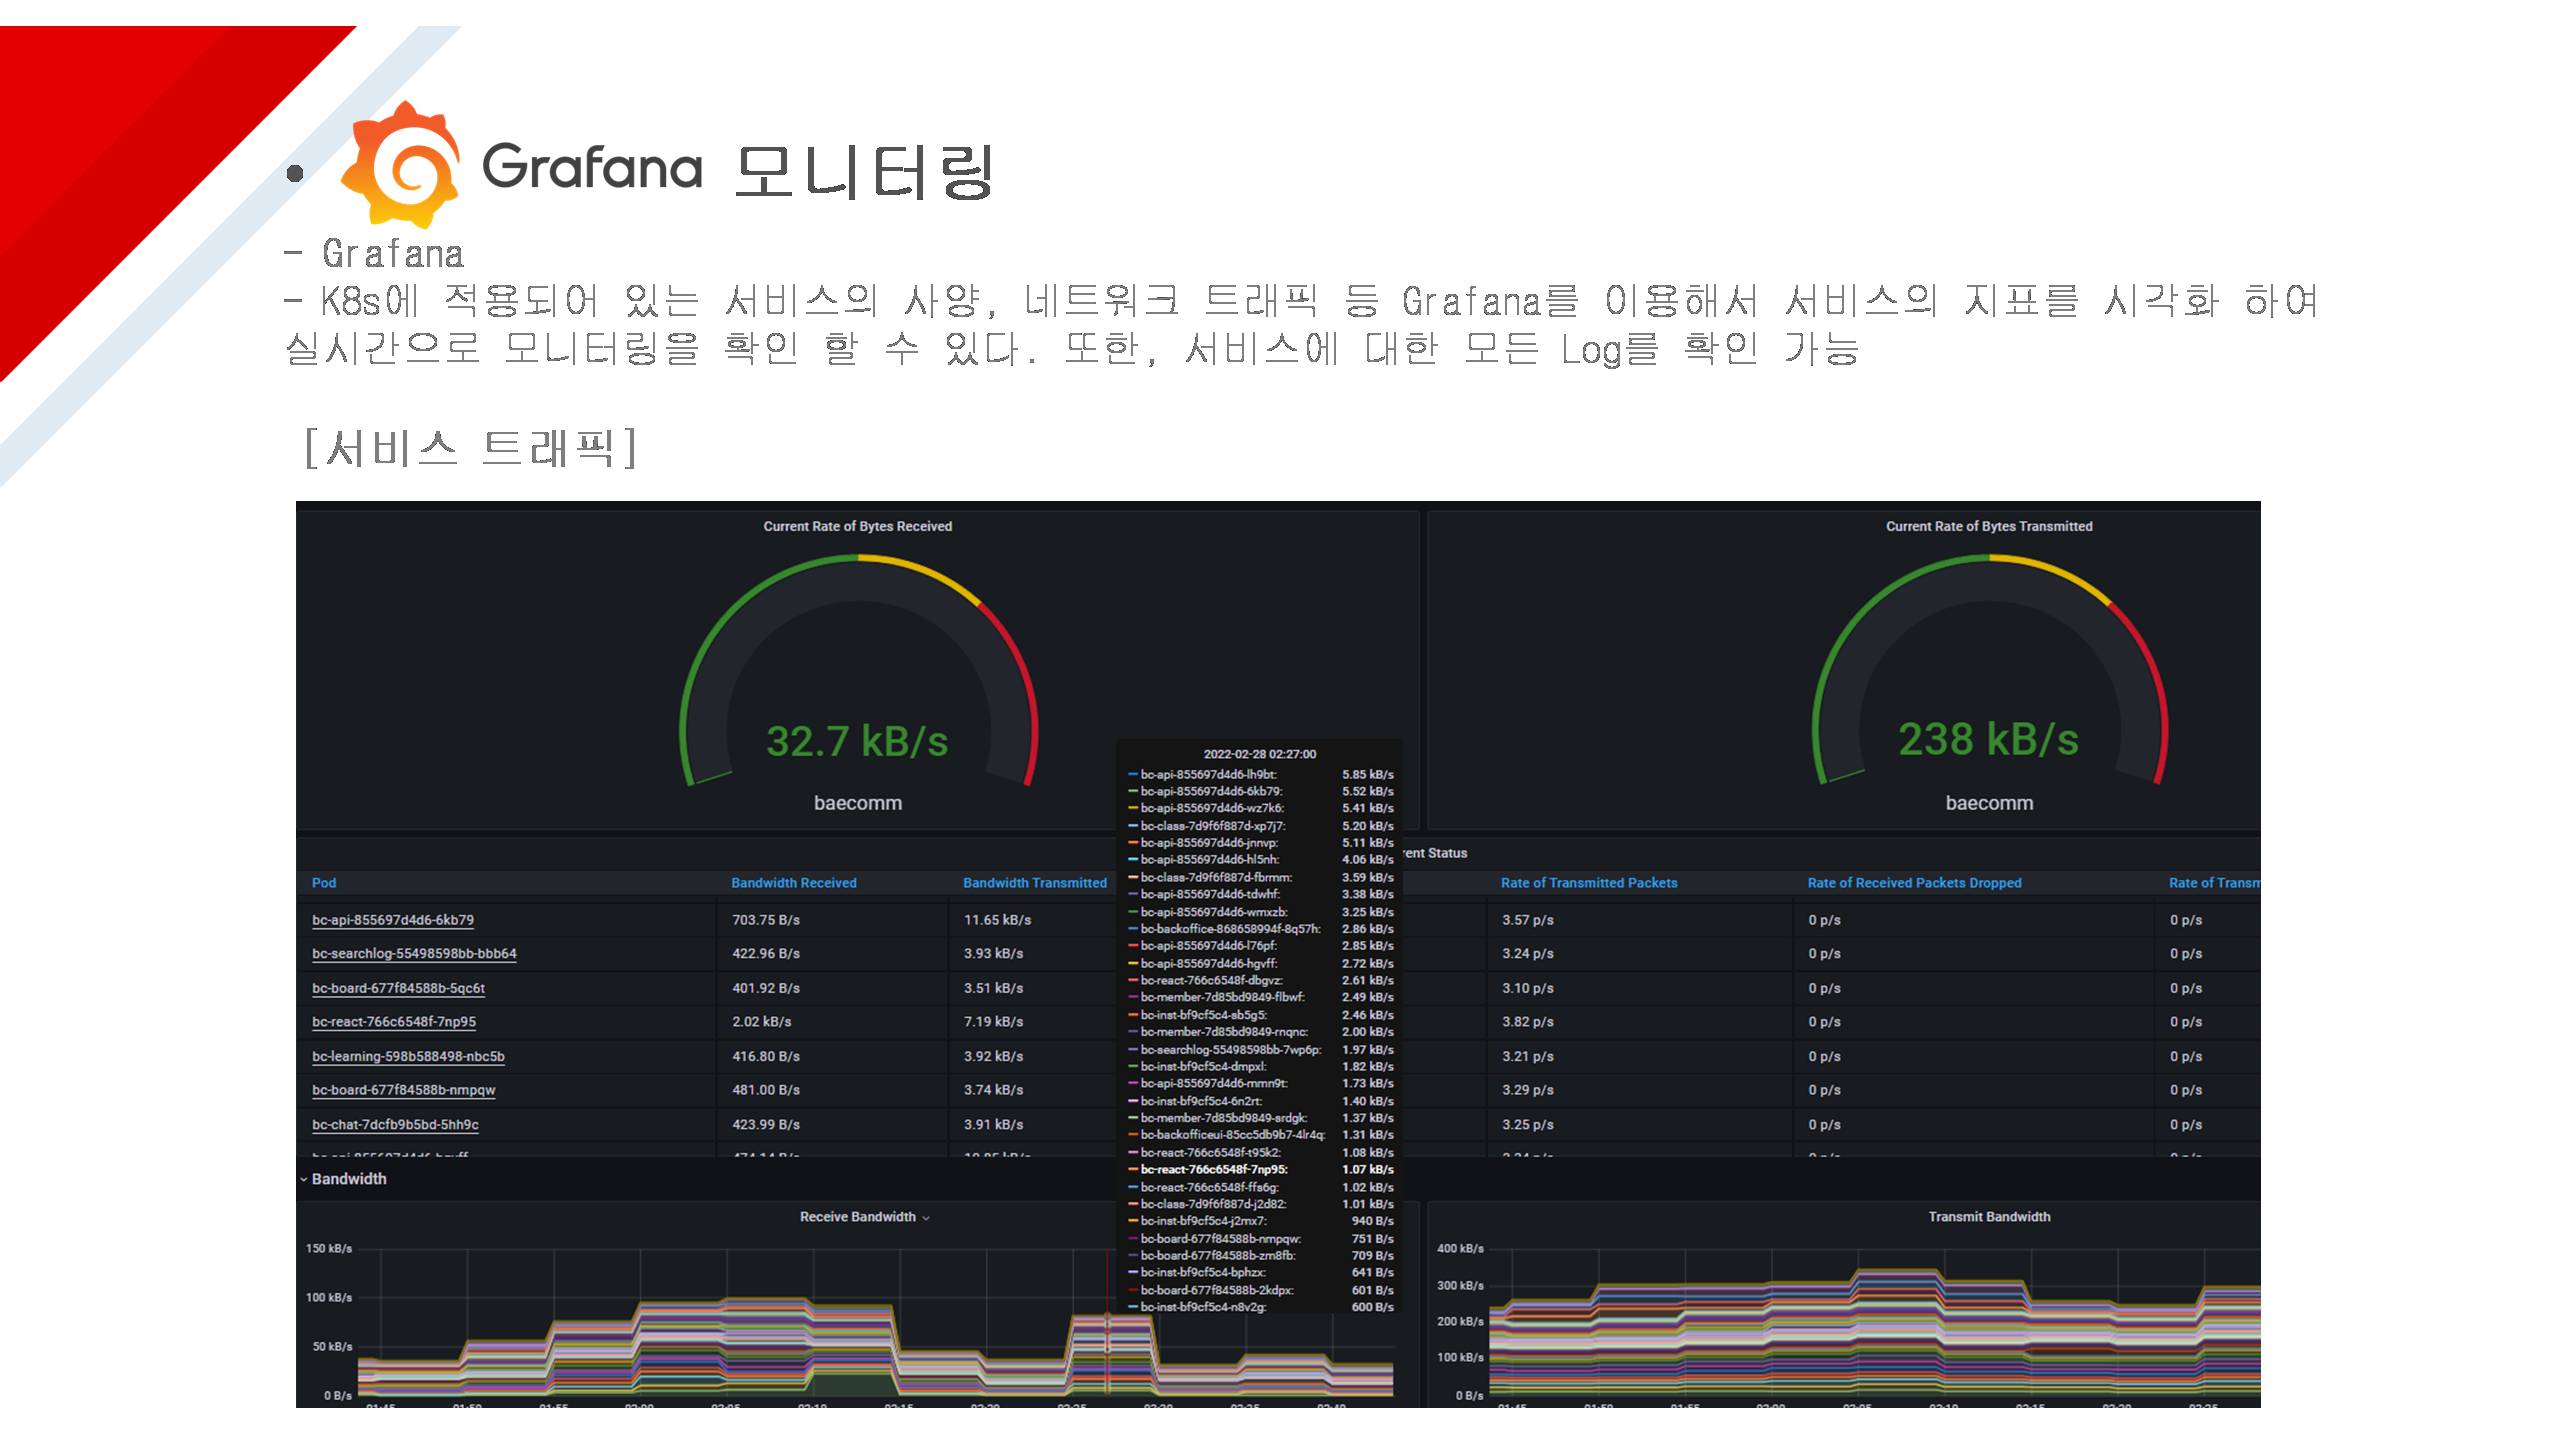 • Grafana 모니터링
- Grafana
- K8s에 적용되어 있는 서비스의 사양, 네트워크 트래픽 등 Grafana를 이용해서 서비스의 지표를 시각화 하여
실시간으로 모니터링을 확인 할 수 있다. 또한, 서비스에 대한 모든 Log를 확인 가능
[서비스 트래픽]
Current Rate of Bytes Received
32.7 kB/s
baecomm
Current Rate of Bytes Transmitted
238 kB/s
baecomm
rent Status
Pod Bandwidth Received Bandwidth Transmitted Rate of Transmitted Packets Rate of Received Packets Dropped Rate of Transm
bc-api-855697d4d6-6kb79 703.75 B/s 11.65 kB/s 3.57 p/s 0 p/s 0 p/s
bc-searchlog-55498598bb-bbb64 422.96 B/s 3.93 kB/s 3.24 p/s 0 p/s 0 p/s
bc-board-677f84588b-5qc6t 401.92 B/s 3.51 kB/s 3.10 p/s 0 p/s 0 p/s
bc-react-766c6548f-7np95 2.02 kB/s 7.19 kB/s 3.82 p/s 0 p/s 0 p/s
bc-learning-598b588498-nbc5b 416.80 B/s 3.92 kB/s 3.21 p/s 0 p/s 0 p/s
bc-board-677f84588b-nmpqw 481.00 B/s 3.74 kB/s 3.29 p/s 0 p/s 0 p/s
bc-chat-7dcfb9b5bd-5hh9c 423.99 B/s 3.91 kB/s 3.25 p/s 0 p/s 0 p/s
2022-02-28 02:27:00
bc-api-855697d4d6-lh9bt: 5.85 kB/s
bc-api-855697d4d6-6kb79: 5.52 kB/s
bc-api-855697d4d6-wz7k6: 5.41 kB/s
bc-class-7d9f6f887d-xp7j7: 5.20 kB/s
bc-api-855697d4d6-jnnvp: 5.11 kB/s
bc-api-855697d4d6-hl5nh: 4.06 kB/s
bc-class-7d9f6f887d-fbrmm: 3.59 kB/s
bc-api-855697d4d6-tdwhf: 3.38 kB/s
bc-api-855697d4d6-wmxzb: 3.25 kB/s
bc-backoffice-868658994f-8q57h: 2.86 kB/s
bc-api-855697d4d6-l76pf: 2.85 kB/s
bc-api-855697d4d6-hgvff: 2.72 kB/s
bc-react-766c6548f-dbgvz: 2.61 kB/s
bc-member-7d85bd9849-flbwf: 2.49 kB/s
bc-inst-bf9cf5c4-sb5g5: 2.46 kB/s
bc-member-7d85bd9849-rnqnc: 2.00 kB/s
bc-searchlog-55498598bb-7wp6p: 1.97 kB/s
bc-inst-bf9cf5c4-dmpxl: 1.82 kB/s
bc-api-855697d4d6-mmn9t: 1.73 kB/s
bc-inst-bf9cf5c4-6n2rt: 1.40 kB/s
bc-member-7d85bd9849-srdgk: 1.37 kB/s
bc-backofficeui-85cc5db9b7-4lr4q: 1.31 kB/s
bc-react-766c6548f-t95k2: 1.08 kB/s
bc-react-766c6548f-7np95: 1.07 kB/s
bc-react-766c6548f-ffs6g: 1.02 kB/s
bc-class-7d9f6f887d-j2d82: 1.01 kB/s
bc-inst-bf9cf5c4-j2mx7: 940 B/s
bc-board-677f84588b-nmpqw: 751 B/s
bc-board-677f84588b-zm8fb: 709 B/s
bc-inst-bf9cf5c4-bphzx: 641 B/s
bc-board-677f84588b-2kdpx: 601 B/s
bc-inst-bf9cf5c4-n8v2g: 600 B/s
Bandwidth
Receive Bandwidth
150 kB/s
100 kB/s
50 kB/s
0 B/s
Transmit Bandwidth
400 kB/s
300 kB/s
200 kB/s
100 kB/s
0 B/s